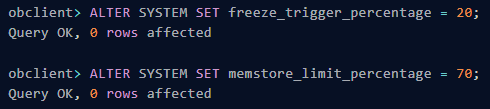 obclient> ALTER SYSTEM SET freeze_trigger_percentage = 20;
Query OK, 0 rows affected
obclient> ALTER SYSTEM SET memstore_limit_percentage = 70;
Query OK, 0 rows affected